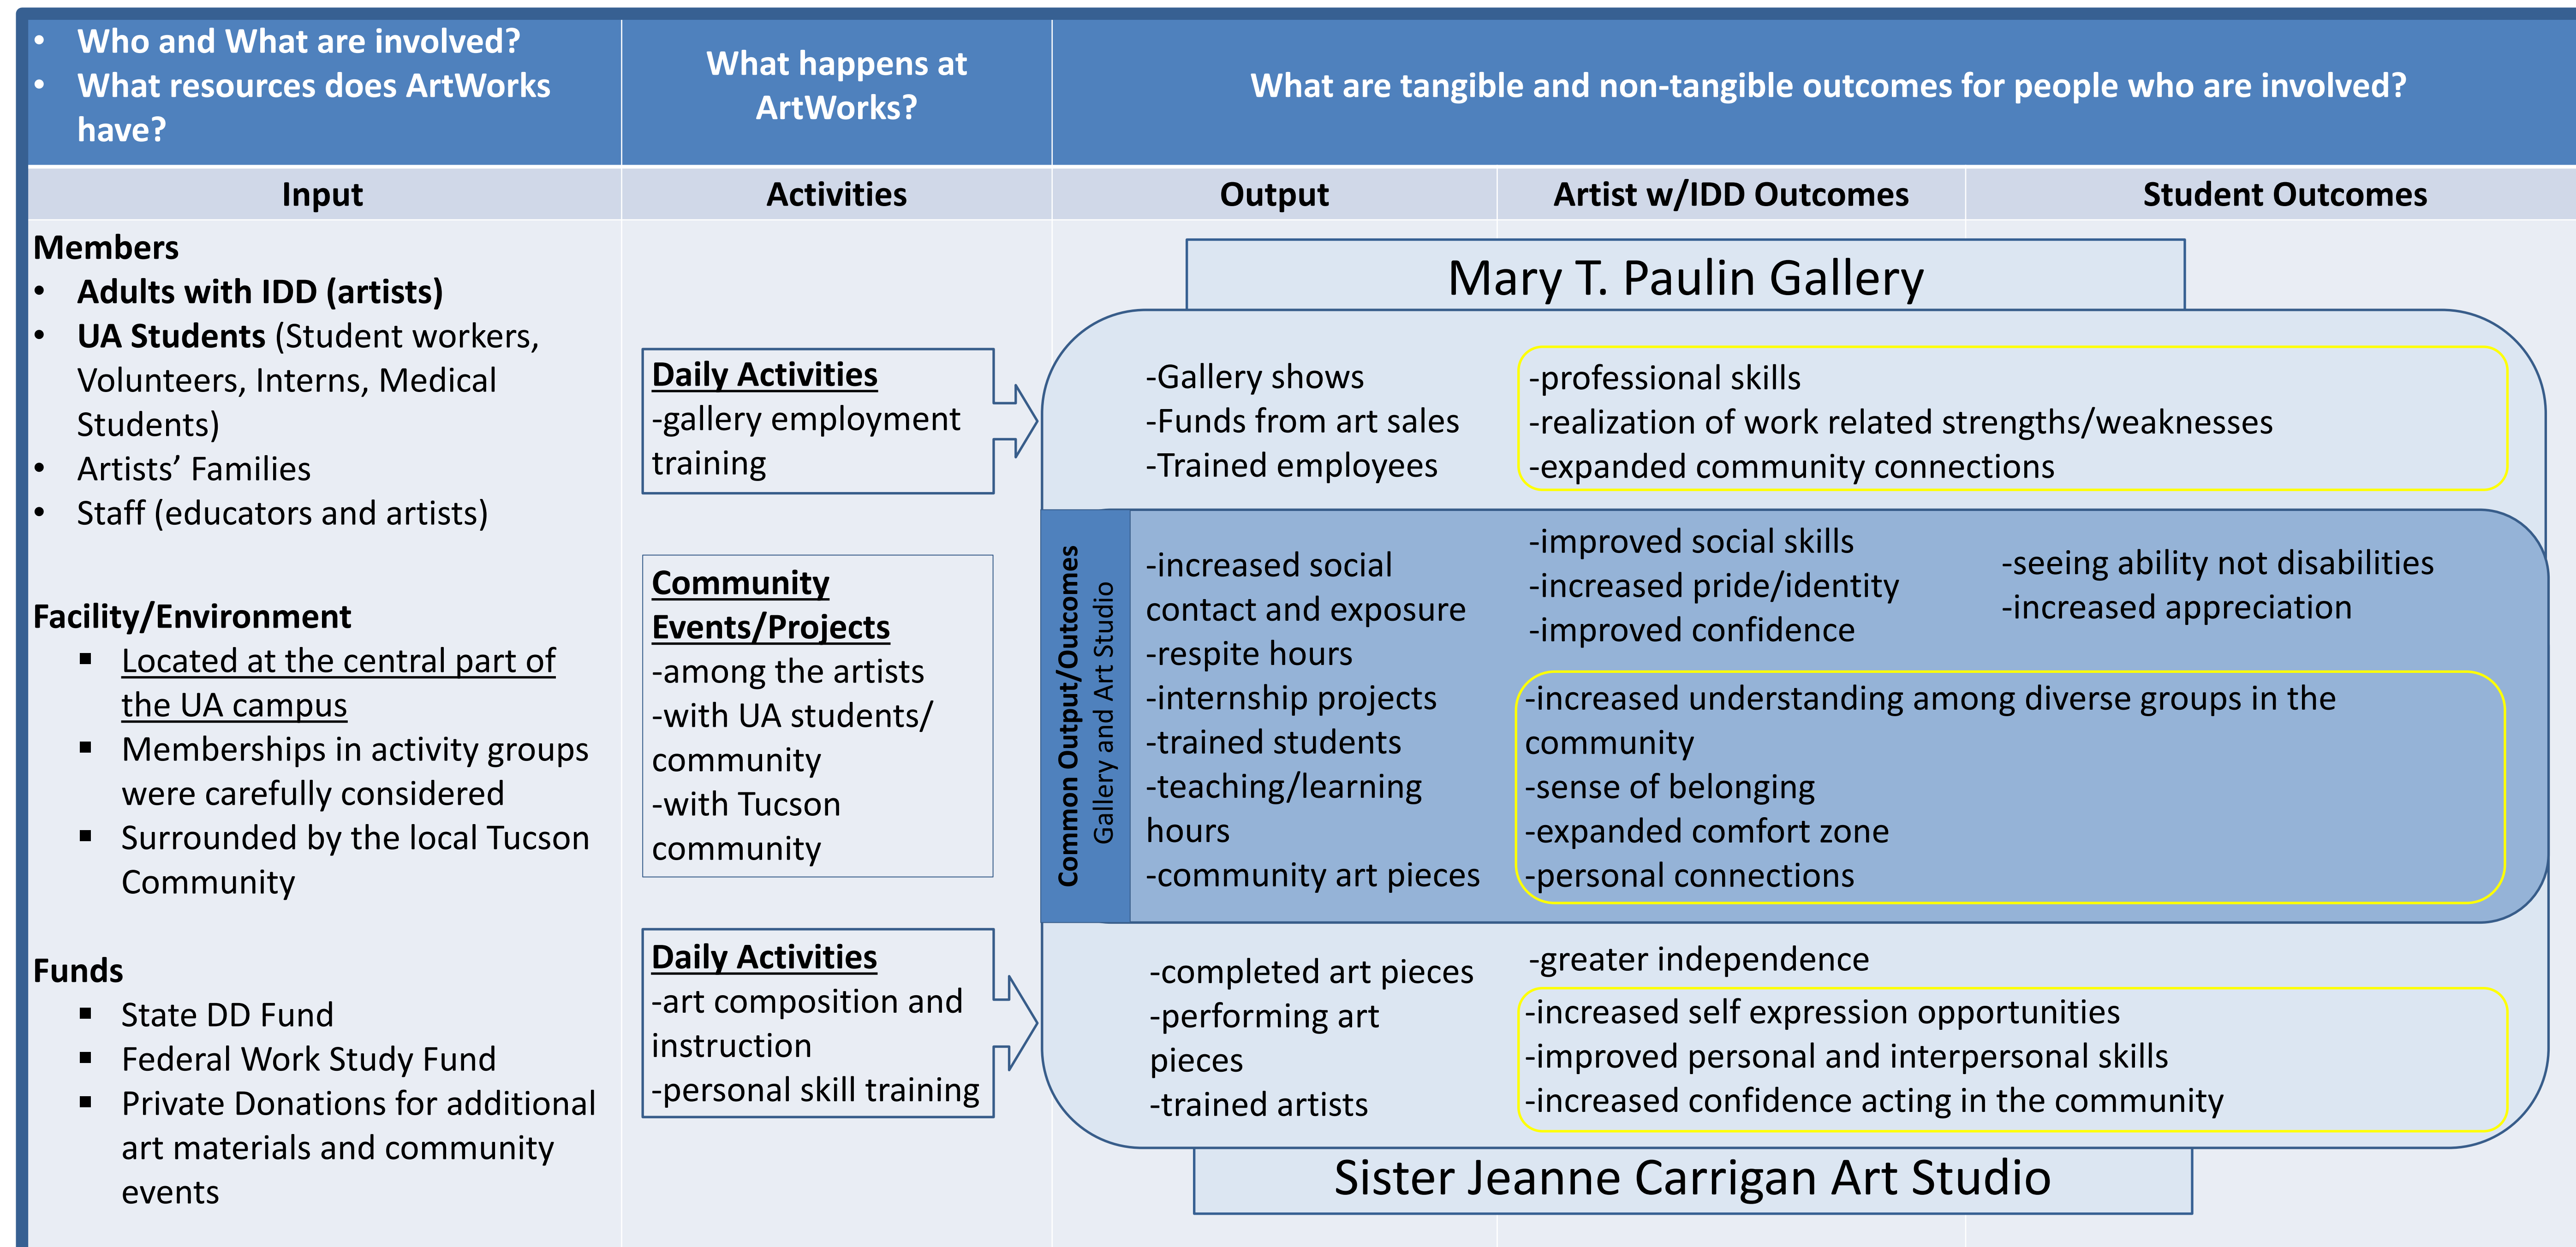 • Who and What are involved?
• What resources does ArtWorks
have?
What happens at
ArtWorks?
What are tangible and non-tangible outcomes for people who are involved?
Input
Activities
Output
Artist w/IDD Outcomes
Student Outcomes
Members
• Adults with IDD (artists)
• UA Students (Student workers,
Volunteers, Interns, Medical
Students)
• Artists’ Families
• Staff (educators and artists)
Facility/Environment
▪ Located at the central part of
the UA campus
▪ Memberships in activity groups
were carefully considered
▪ Surrounded by the local Tucson
Community
Funds
▪ State DD Fund
▪ Federal Work Study Fund
▪ Private Donations for additional
art materials and community
events
Daily Activities
-gallery employment
training
Community
Events/Projects
-among the artists
-with UA students/
community
-with Tucson
community
Daily Activities
-art composition and
instruction
-personal skill training
Mary T. Paulin Gallery
-Gallery shows
-Funds from art sales
-Trained employees
-professional skills
-realization of work related strengths/weaknesses
-expanded community connections
Common Output/Outcomes
Gallery and Art Studio
-increased social
contact and exposure
-respite hours
-internship projects
-trained students
-teaching/learning
hours
-community art pieces
-improved social skills
-increased pride/identity
-improved confidence
-seeing ability not disabilities
-increased appreciation
-increased understanding among diverse groups in the
community
-sense of belonging
-expanded comfort zone
-personal connections
-completed art pieces
-performing art
pieces
-trained artists
-greater independence
-increased self expression opportunities
-improved personal and interpersonal skills
-increased confidence acting in the community
Sister Jeanne Carrigan Art Studio